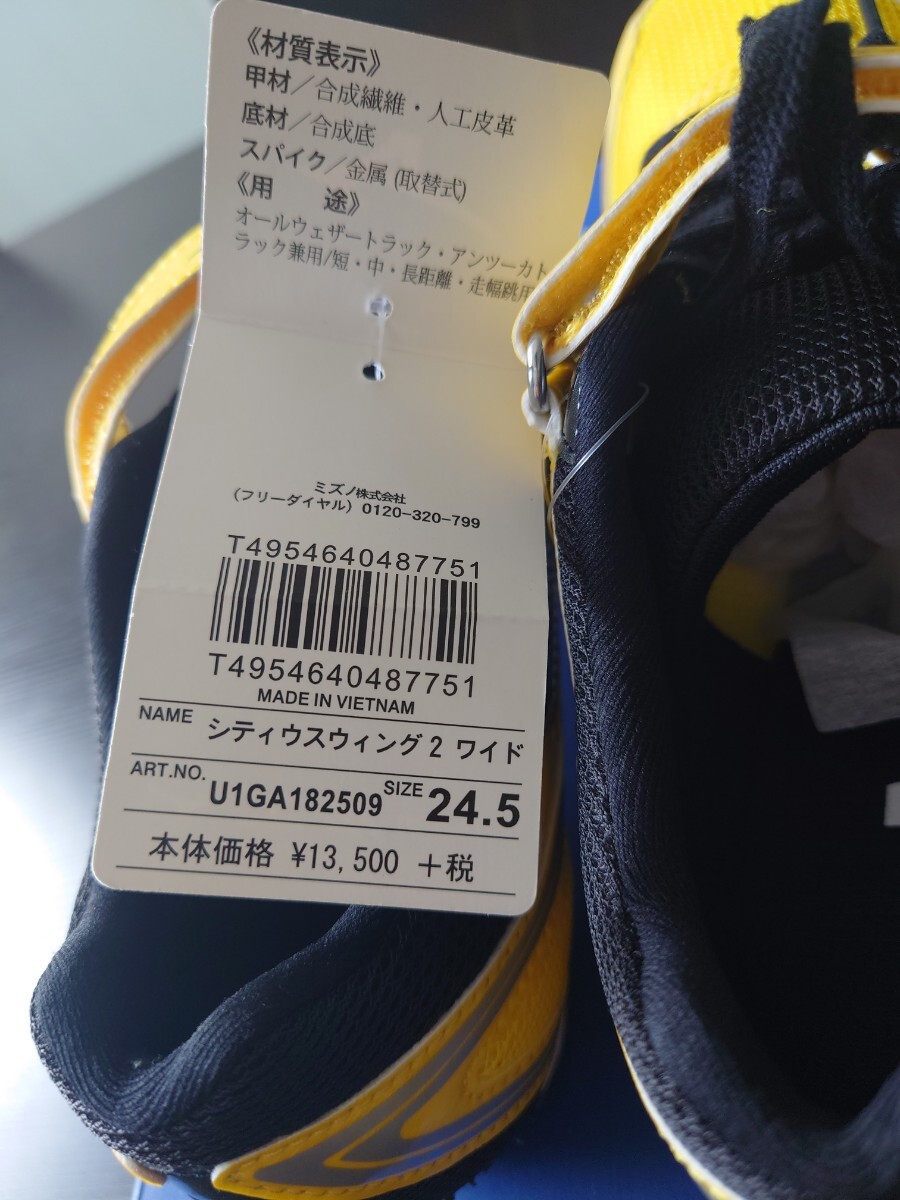 《材質表示》
甲材／合成繊維・人工皮革
底材／合成底
スパイク／金属 (取替式)
《用　　途》
オールウェザートラック・アンツーカト
ラック兼用/短・中・長距離・走幅跳用
ミズノ株式会社
(フリーダイヤル) 0120-320-799
T4954640487751
T4954640487751
MADE IN VIETNAM
NAME シティウスウィング 2 ワイド
ART.NO. U1GA182509 SIZE 24.5
本体価格 ¥13,500 +税